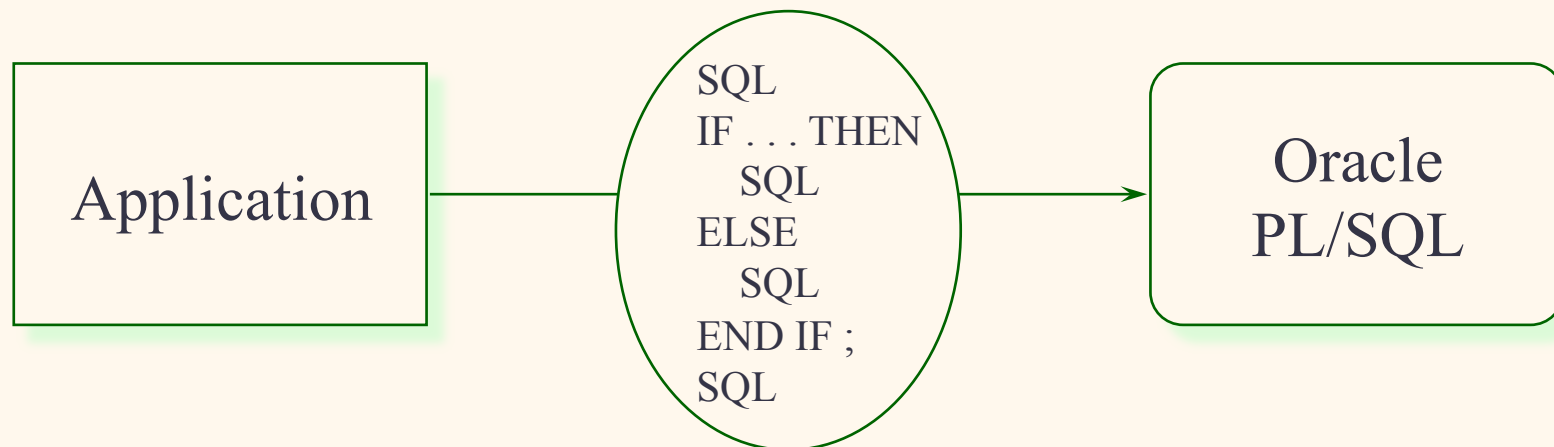 Application
SQL
IF . . . THEN
SQL
ELSE
SQL
END IF ;
SQL
Oracle
PL/SQL